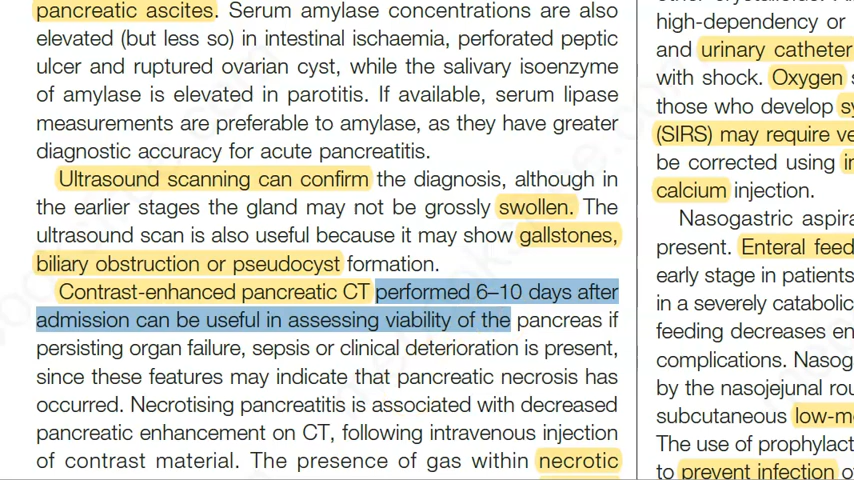 pancreatic ascites. Serum amylase concentrations are also
elevated (but less so) in intestinal ischaemia, perforated peptic
ulcer and ruptured ovarian cyst, while the salivary isoenzyme
of amylase is elevated in parotitis. If available, serum lipase
measurements are preferable to amylase, as they have greater
diagnostic accuracy for acute pancreatitis.
Ultrasound scanning can confirm the diagnosis, although in
the earlier stages the gland may not be grossly swollen. The
ultrasound scan is also useful because it may show gallstones,
biliary obstruction or pseudocyst formation.
Contrast-enhanced pancreatic CT performed 6–10 days after
admission can be useful in assessing viability of the pancreas if
persisting organ failure, sepsis or clinical deterioration is present,
since these features may indicate that pancreatic necrosis has
occurred. Necrotising pancreatitis is associated with decreased
pancreatic enhancement on CT, following intravenous injection
of contrast material. The presence of gas within necrotic
high-dependency or
and urinary catheter
with shock. Oxygen
those who develop
(SIRS) may require
be corrected using
calcium injection.
Nasogastric
present. Enteral
early stage in patients
in a severely catabolic
feeding decreases
complications.
by the nasojejunal
subcutaneous
The use of
to prevent infection